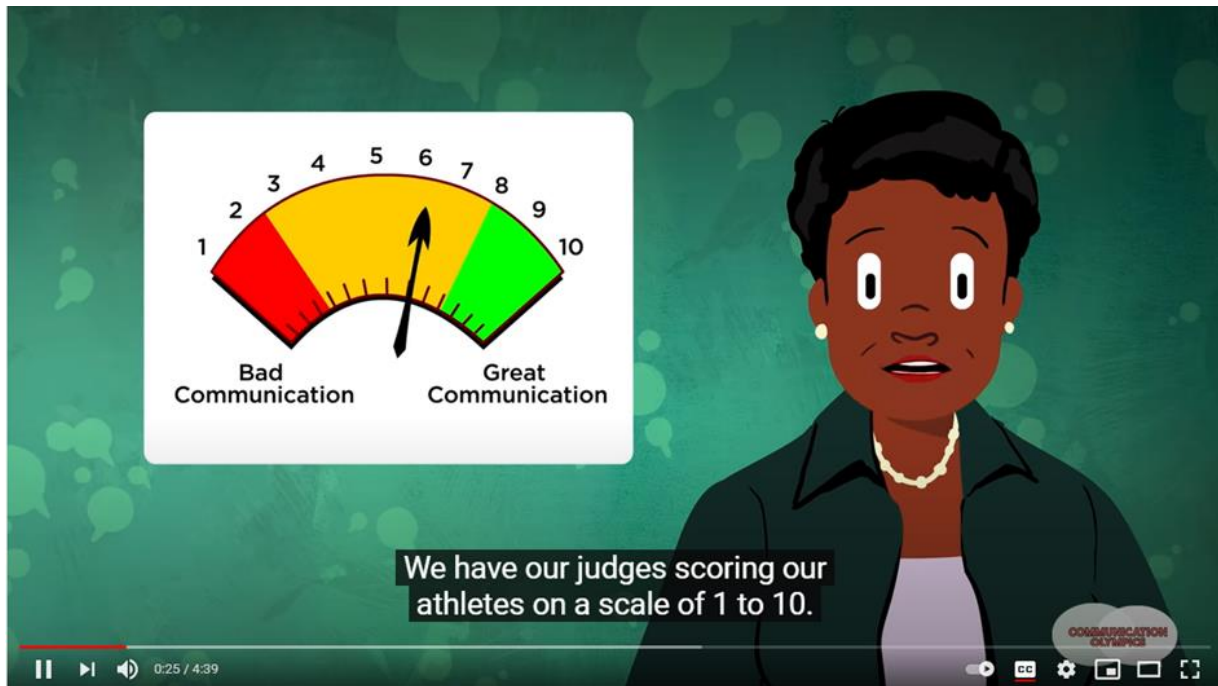 1
2
3
4
5
6
7
8
9
10
Bad
Communication
Great
Communication
We have our judges scoring our
athletes on a scale of 1 to 10.
COMMUNICATION
OLYMPICS
0:25 / 4:39
CC